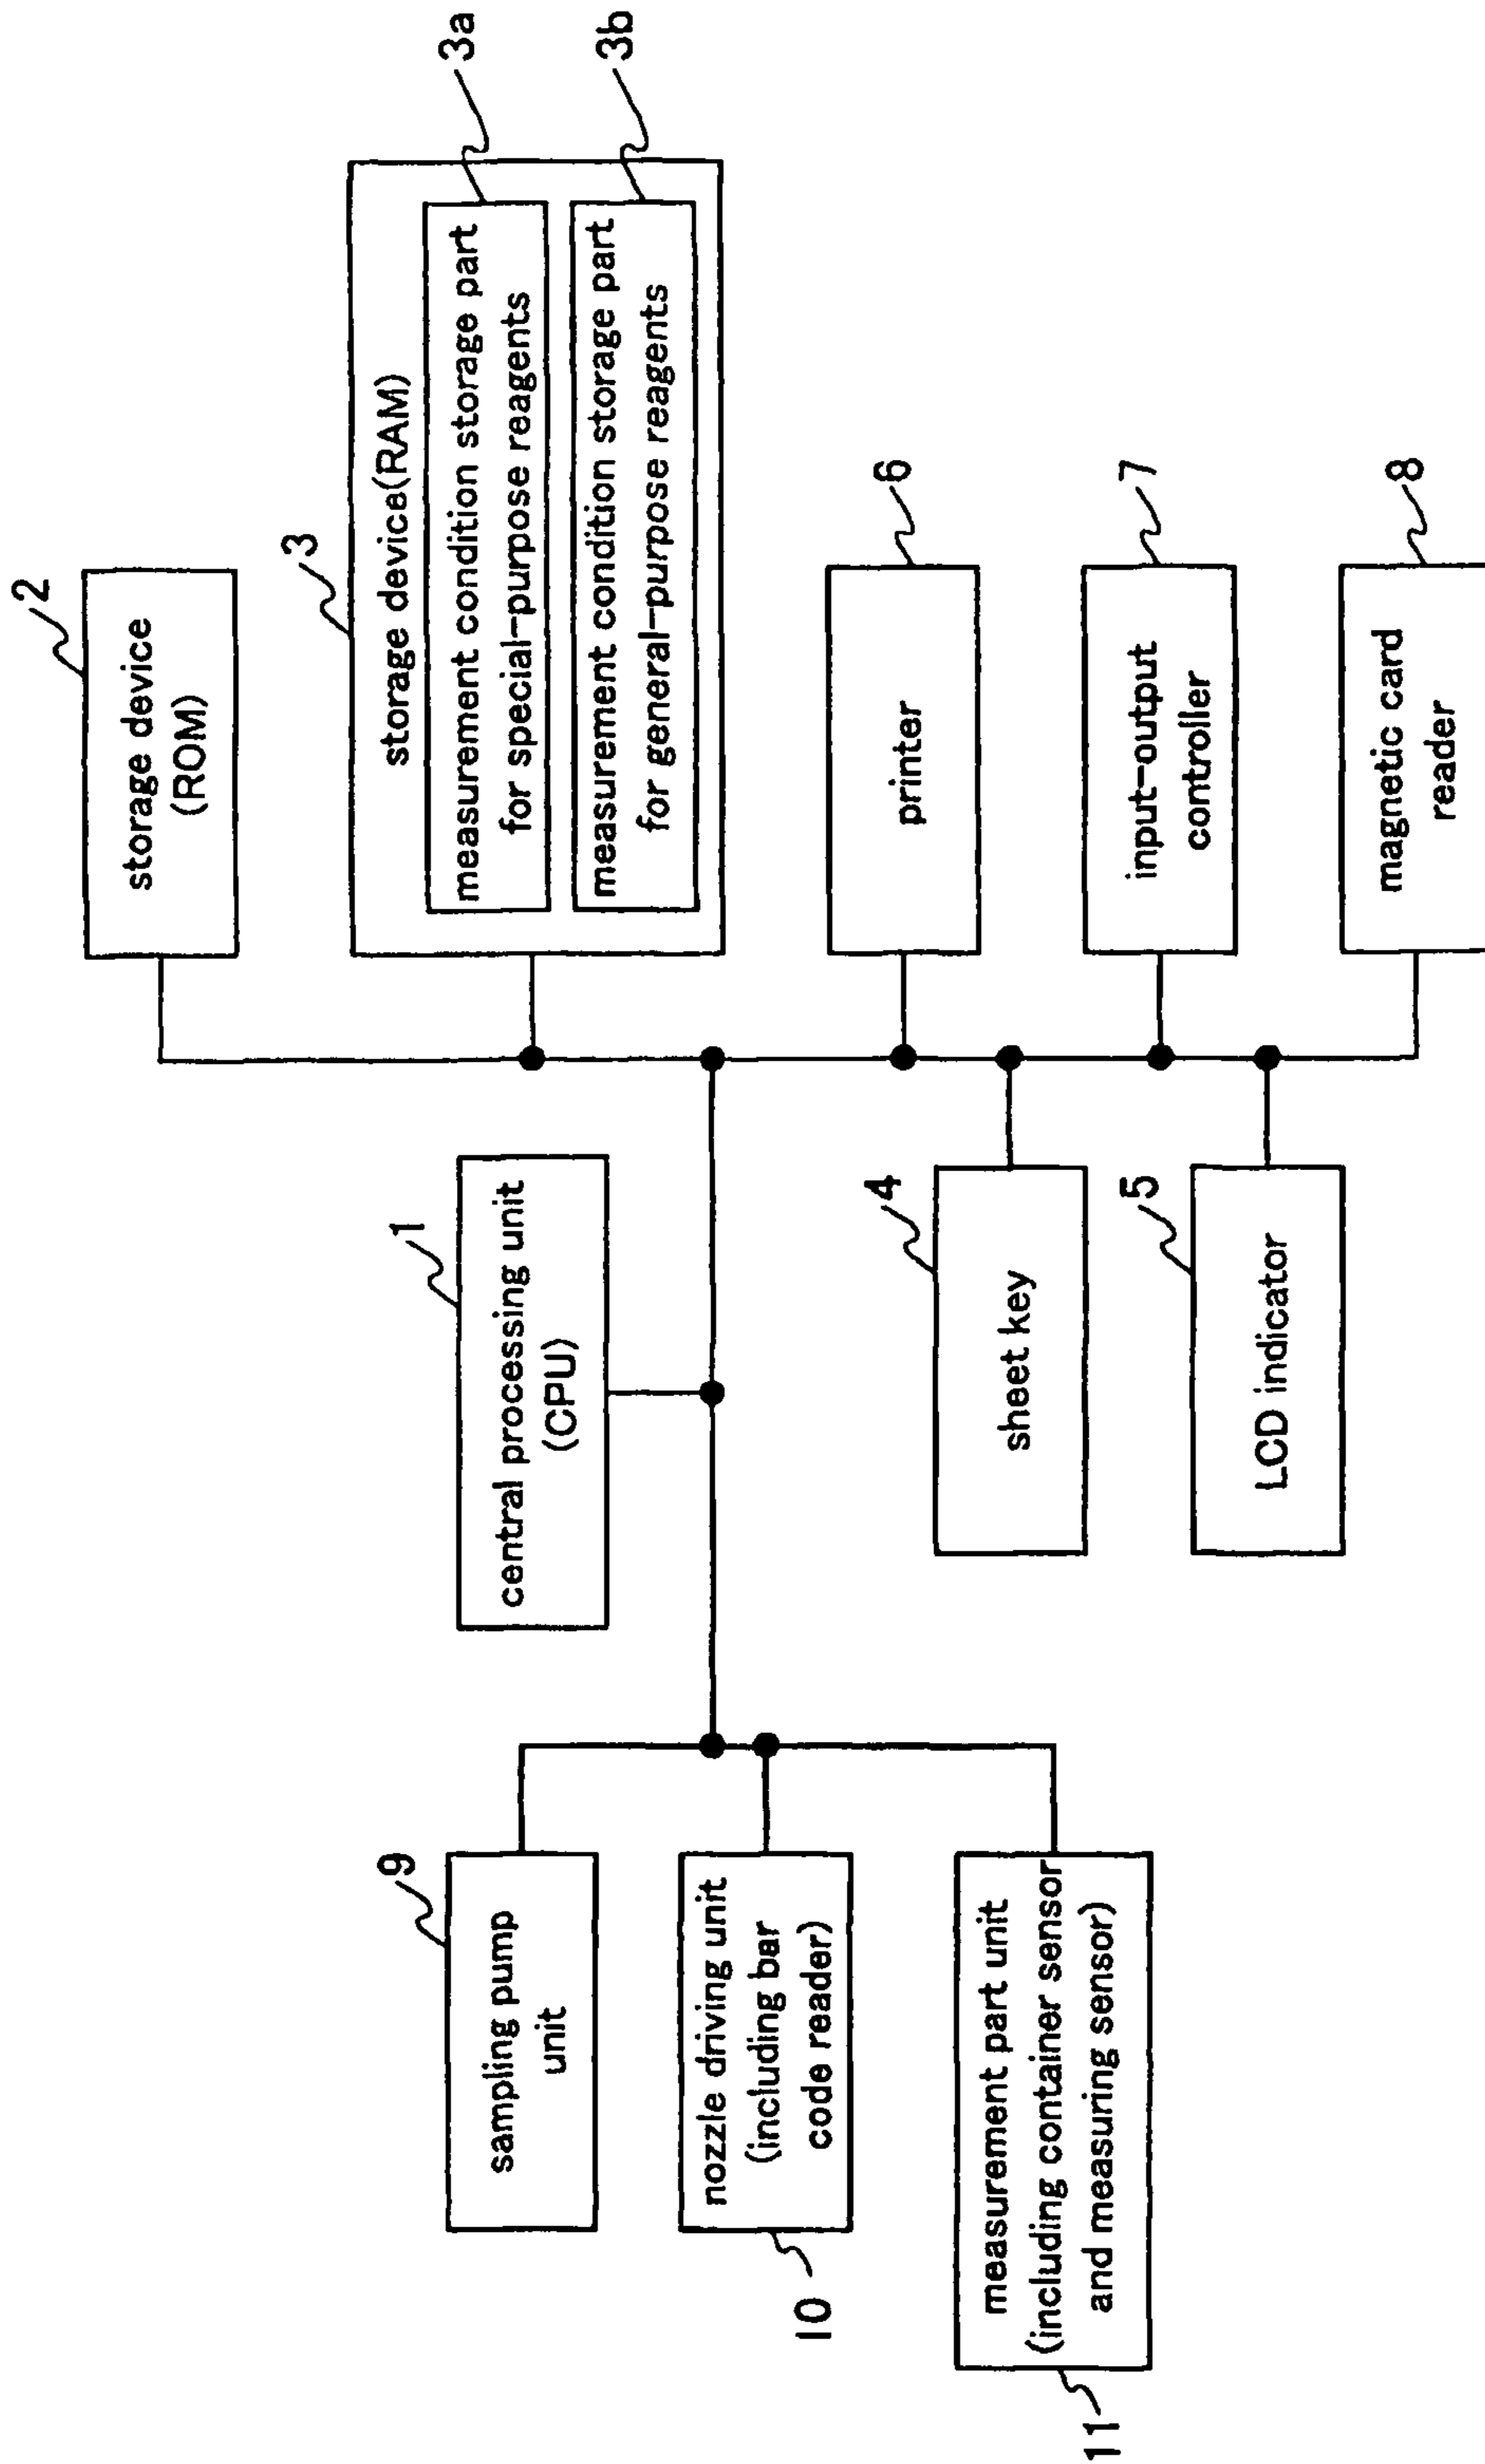 2
storage device
(ROM)
3
storage device(RAM)
3a
measurement condition storage part
for special-purpose reagents
3b
measurement condition storage part
for general-purpose reagents
1
central processing unit
(CPU)
9
sampling pump
unit
10
nozzle driving unit
(including bar
code reader)
11
measurement part unit
(including container sensor
and measuring sensor)
4
sheet key
5
LCD indicator
6
printer
7
input-output
controller
8
magnetic card
reader